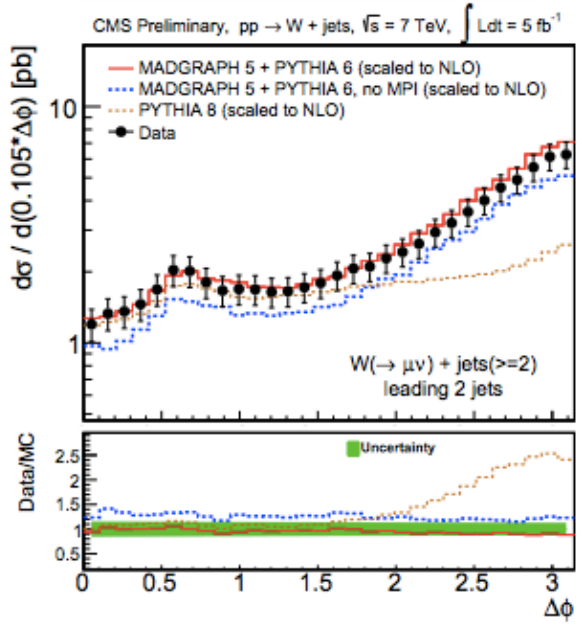 CMS Preliminary, pp → W + jets, √s = 7 TeV, ∫ Ldt = 5 fb⁻¹
MADGRAPH 5 + PYTHIA 6 (scaled to NLO)
MADGRAPH 5 + PYTHIA 6, no MPI (scaled to NLO)
PYTHIA 8 (scaled to NLO)
Data
dσ / d(0.105*Δϕ) [pb]
10
1
W(→ μν) + jets(>=2)
leading 2 jets
Uncertainty
Data/MC
2.5
2
1.5
1
0.5
0 0.5 1 1.5 2 2.5 3
Δϕ